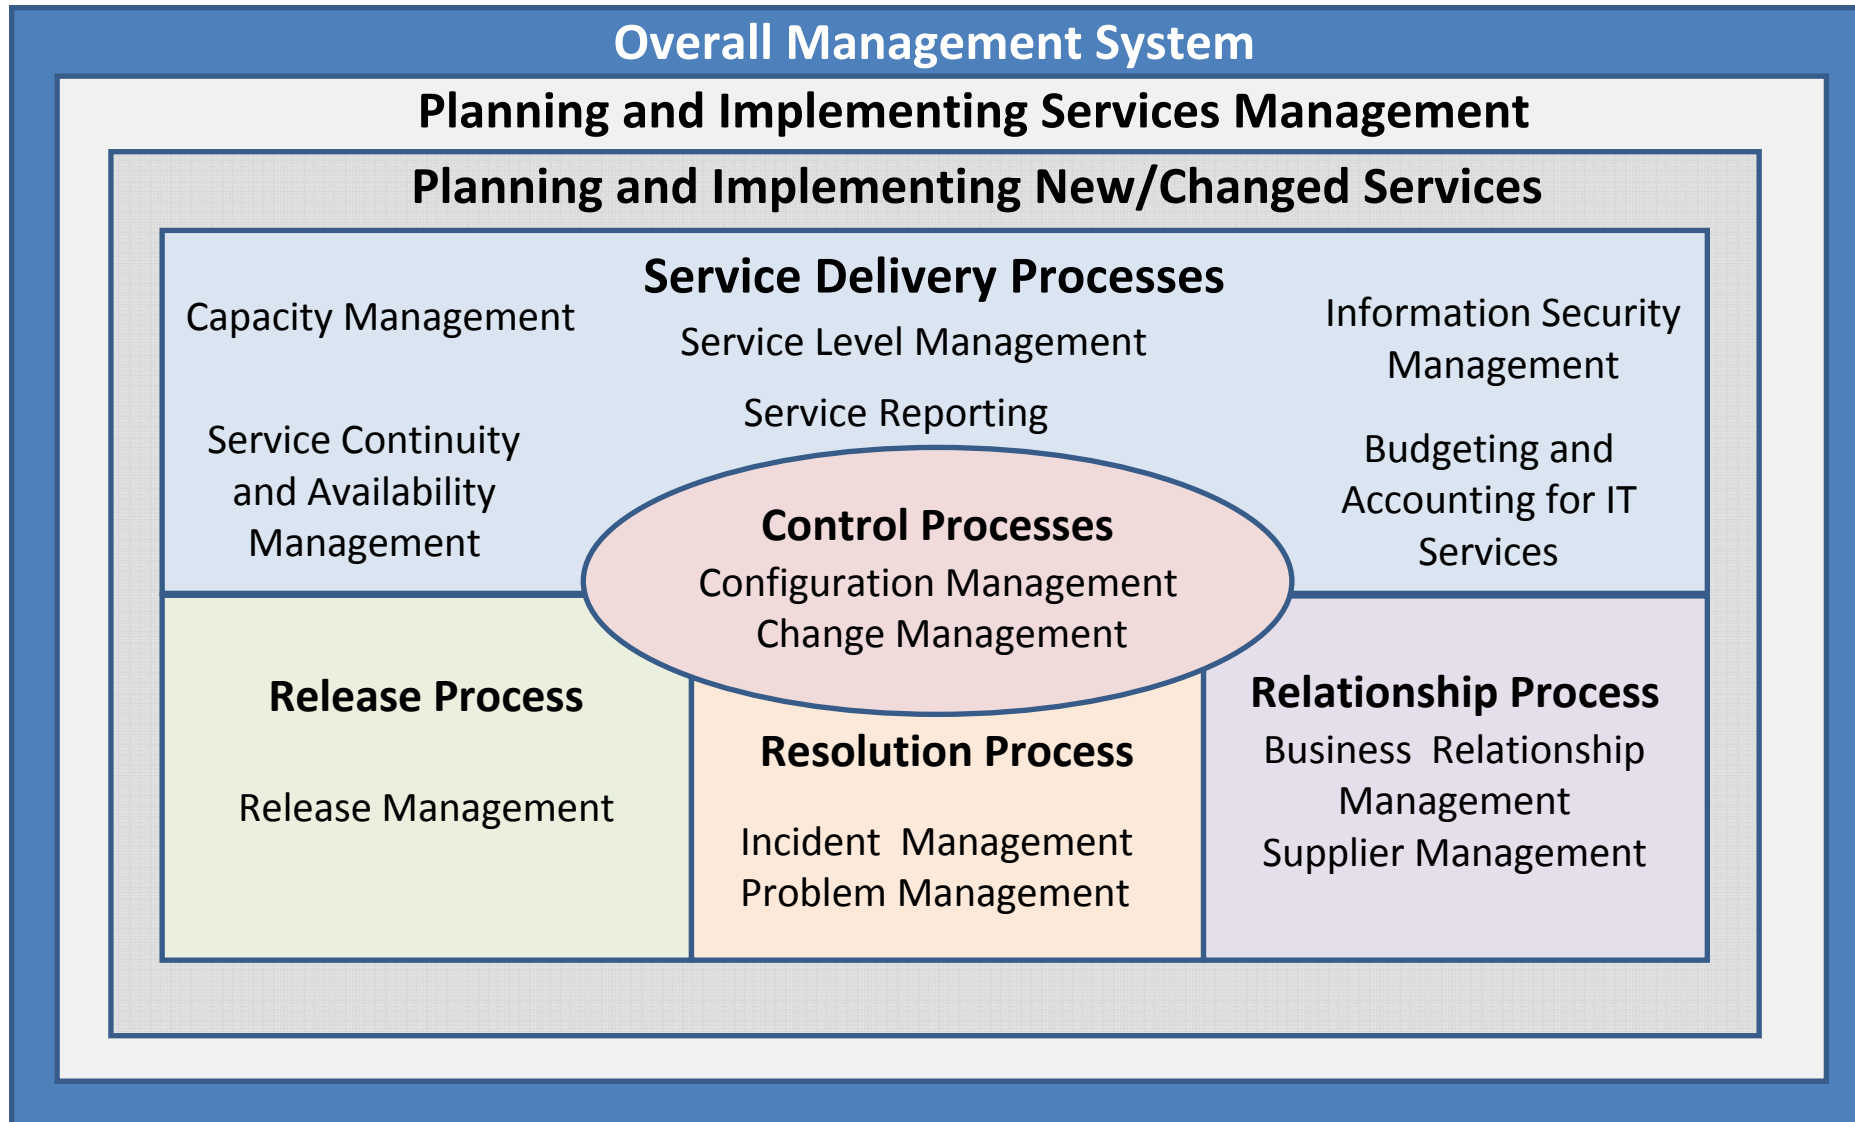 Overall Management System
Planning and Implementing Services Management
Planning and Implementing New/Changed Services
Service Delivery Processes
Capacity Management
Service Level Management
Information Security
Management
Service Reporting
Service Continuity
and Availability
Management
Budgeting and
Accounting for IT
Services
Control Processes
Configuration Management
Change Management
Release Process
Release Management
Resolution Process
Incident  Management
Problem Management
Relationship Process
Business  Relationship
Management
Supplier Management